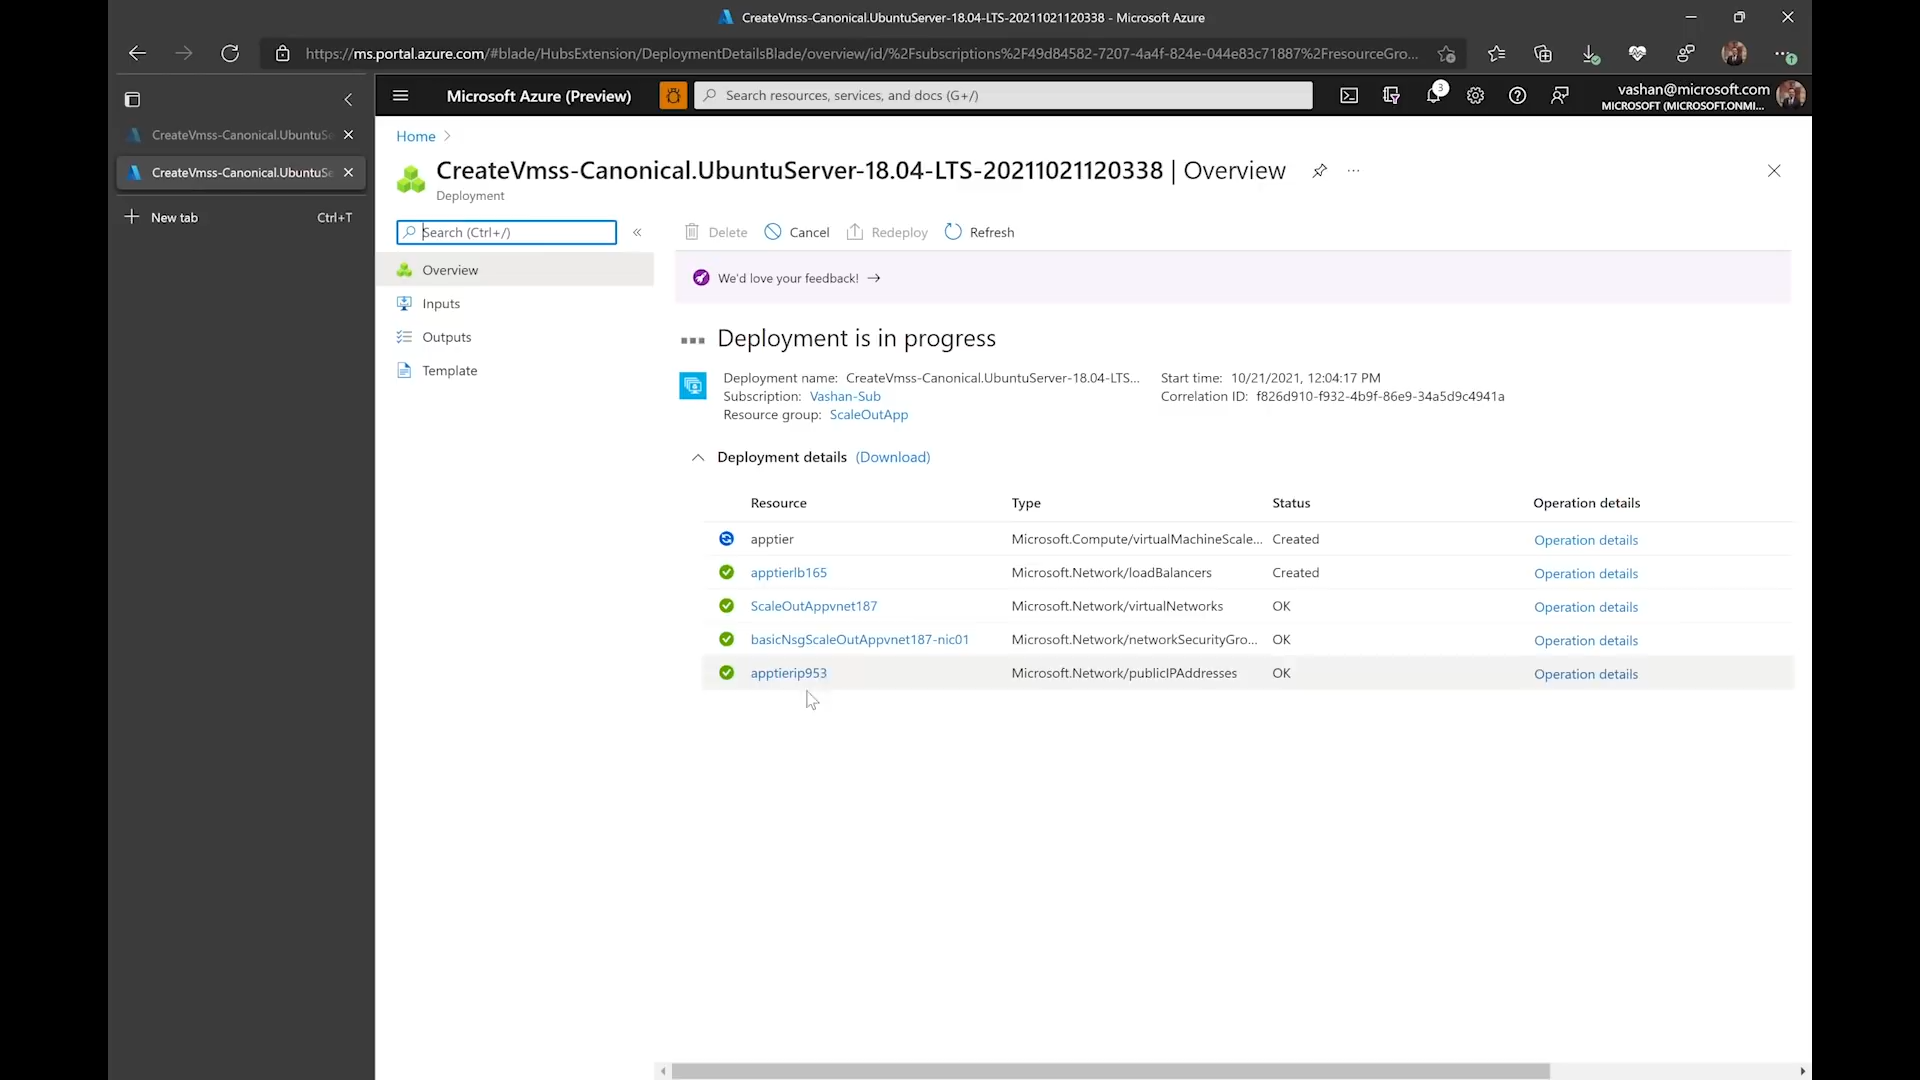 CreateVmss-Canonical.UbuntuServer-18.04-LTS-20211021120338 - Microsoft Azure
https://ms.portal.azure.com/#blade/HubsExtension/DeploymentDetailsBlade/overview/id/%2Fsubscriptions%2F49d84582-7207-4a4f-824e-044e83c71887%2FresourceGro...
CreateVmss-Canonical.UbuntuSe
CreateVmss-Canonical.UbuntuSe
New tab Ctrl+T
Microsoft Azure (Preview)
Search resources, services, and docs (G+/)
3
vashan@microsoft.com
MICROSOFT (MICROSOFT.ONMI...
Home
CreateVmss-Canonical.UbuntuServer-18.04-LTS-20211021120338 | Overview
Deployment
Search (Ctrl+/)
Delete Cancel Redeploy Refresh
Overview
Inputs
Outputs
Template
We'd love your feedback! →
Deployment is in progress
Deployment name: CreateVmss-Canonical.UbuntuServer-18.04-LTS... Start time: 10/21/2021, 12:04:17 PM
Subscription: Vashan-Sub Correlation ID: f826d910-f932-4b9f-86e9-34a5d9c4941a
Resource group: ScaleOutApp
Deployment details (Download)
Resource Type Status Operation details
apptier Microsoft.Compute/virtualMachineScale... Created Operation details
apptierlb165 Microsoft.Network/loadBalancers Created Operation details
ScaleOutAppvnet187 Microsoft.Network/virtualNetworks OK Operation details
basicNsgScaleOutAppvnet187-nic01 Microsoft.Network/networkSecurityGro... OK Operation details
apptierip953 Microsoft.Network/publicIPAddresses OK Operation details